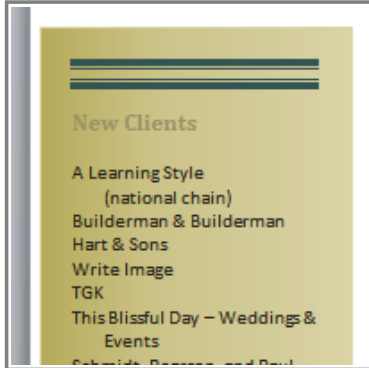 New Clients
A Learning Style
(national chain)
Builderman & Builderman
Hart & Sons
Write Image
TGK
This Blissful Day – Weddings &
Events